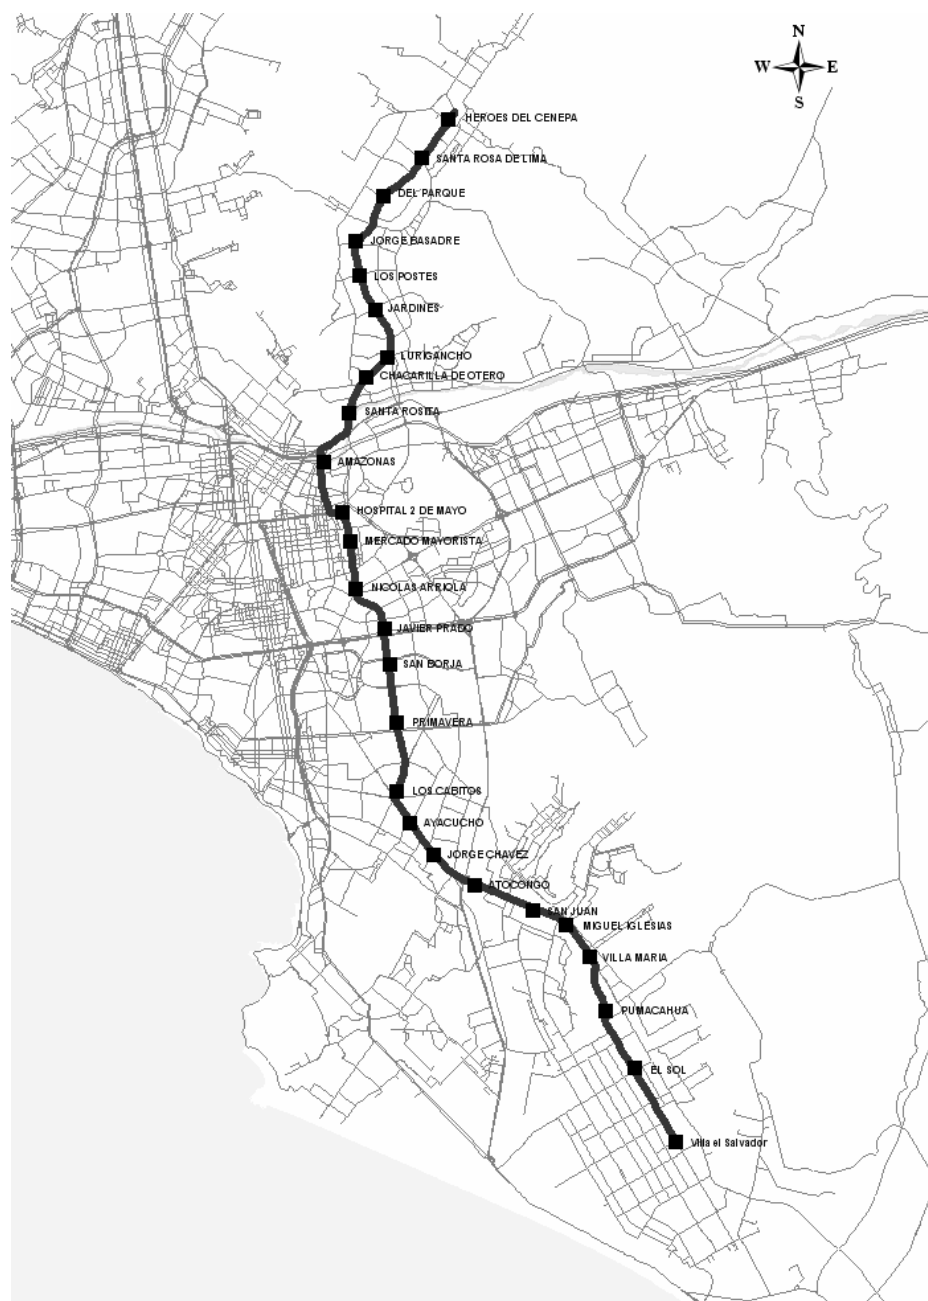 N
W E
S
HEROES DEL CENEPA
SANTA ROSA DE LIMA
DEL PARQUE
JORGE BASADRE
LOS POSTES
JARDINES
LURIGANCHO
CHACARILLA DE OTERO
SANTA ROSITA
AMAZONAS
HOSPITAL 2 DE MAYO
MERCADO MAYORISTA
NICOLAS ARRIOLA
JAVIER PRADO
SAN BORJA
PRIMAVERA
LOS CABITOS
AYACUCHO
JORGE CHAVEZ
ATOCONGO
SAN JUAN
MIGUEL IGLESIAS
VILLA MARIA
PUMACAHUA
EL SOL
Villa el Salvador